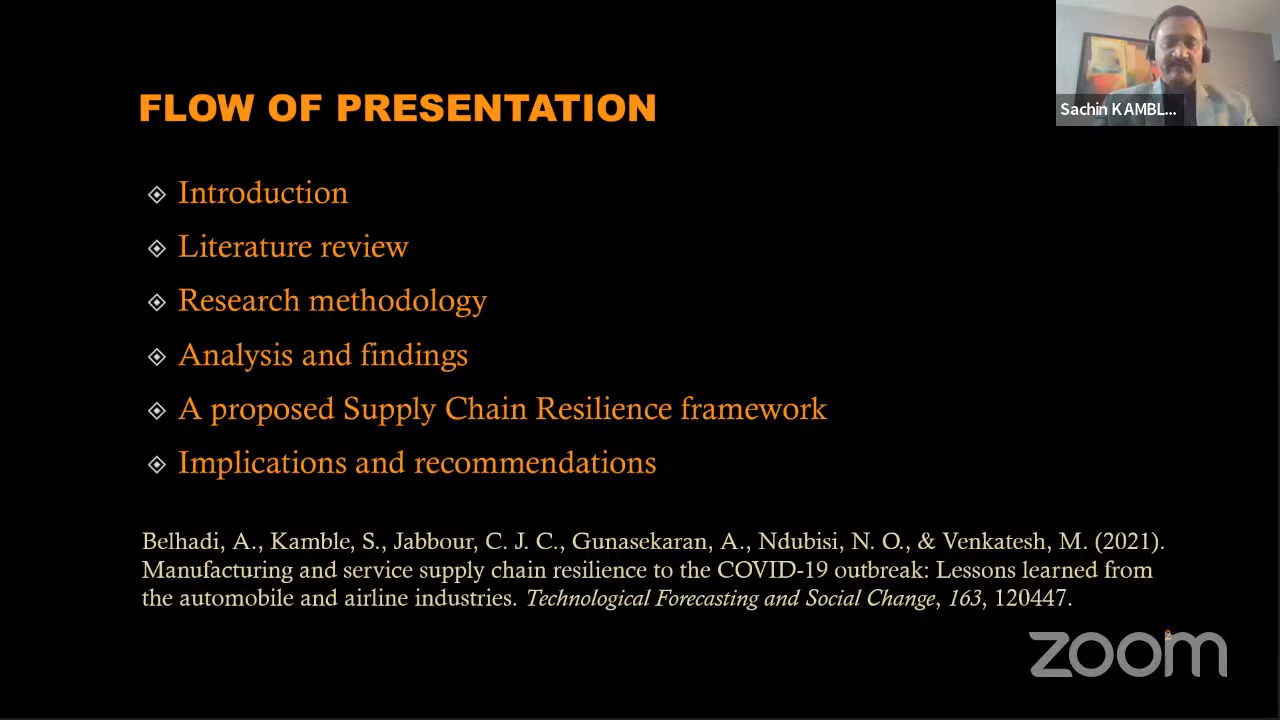 FLOW OF PRESENTATION
Sachin KAMBL...
Introduction
Literature review
Research methodology
Analysis and findings
A proposed Supply Chain Resilience framework
Implications and recommendations
Belhadi, A., Kamble, S., Jabbour, C. J. C., Gunasekaran, A., Ndubisi, N. O., & Venkatesh, M. (2021).
Manufacturing and service supply chain resilience to the COVID-19 outbreak: Lessons learned from
the automobile and airline industries. Technological Forecasting and Social Change, 163, 120447.
zoom